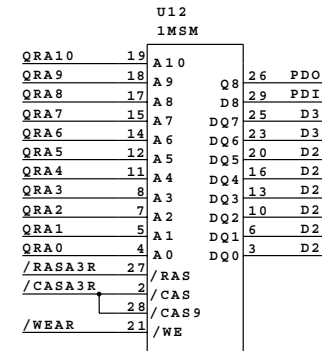 U12
1MSM
QRA10 19 A10
QRA9 18 A9 Q8 26 PDO
QRA8 17 A8 D8 29 PDI
QRA7 15 A7 DQ7 25 D3
QRA6 14 A6 DQ6 23 D3
QRA5 12 A5 DQ5 20 D2
QRA4 11 A4 DQ4 16 D2
QRA3 8 A3 DQ3 13 D2
QRA2 7 A2 DQ2 10 D2
QRA1 5 A1 DQ1 6 D2
QRA0 4 A0 DQ0 3 D2
/RASA3R 27 /RAS
/CASA3R 2 /CAS
28 /CAS9
/WEAR 21 /WE